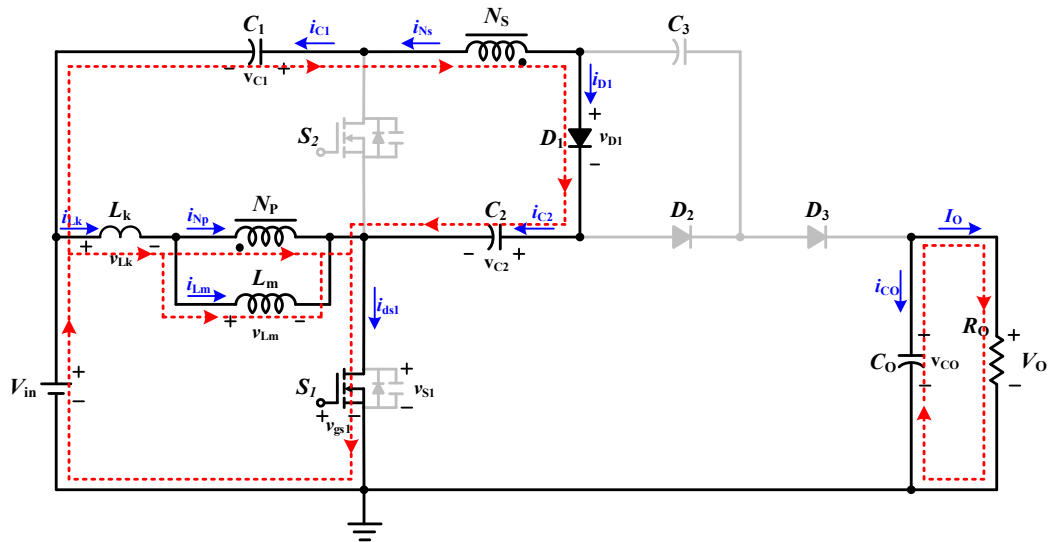 C1 iC1 iNs NS C3
− vC1 +
iD1
S2 D1 + vD1 −
iLk Lk iNp NP C2 iC2 D2 D3 IO
+ vLk − − vC2 +
iLm Lm ids1 iCO
+ vLm −
RO
Vin + − S1 + vS1 − CO + vCO − + VO −
+ vgs1 −